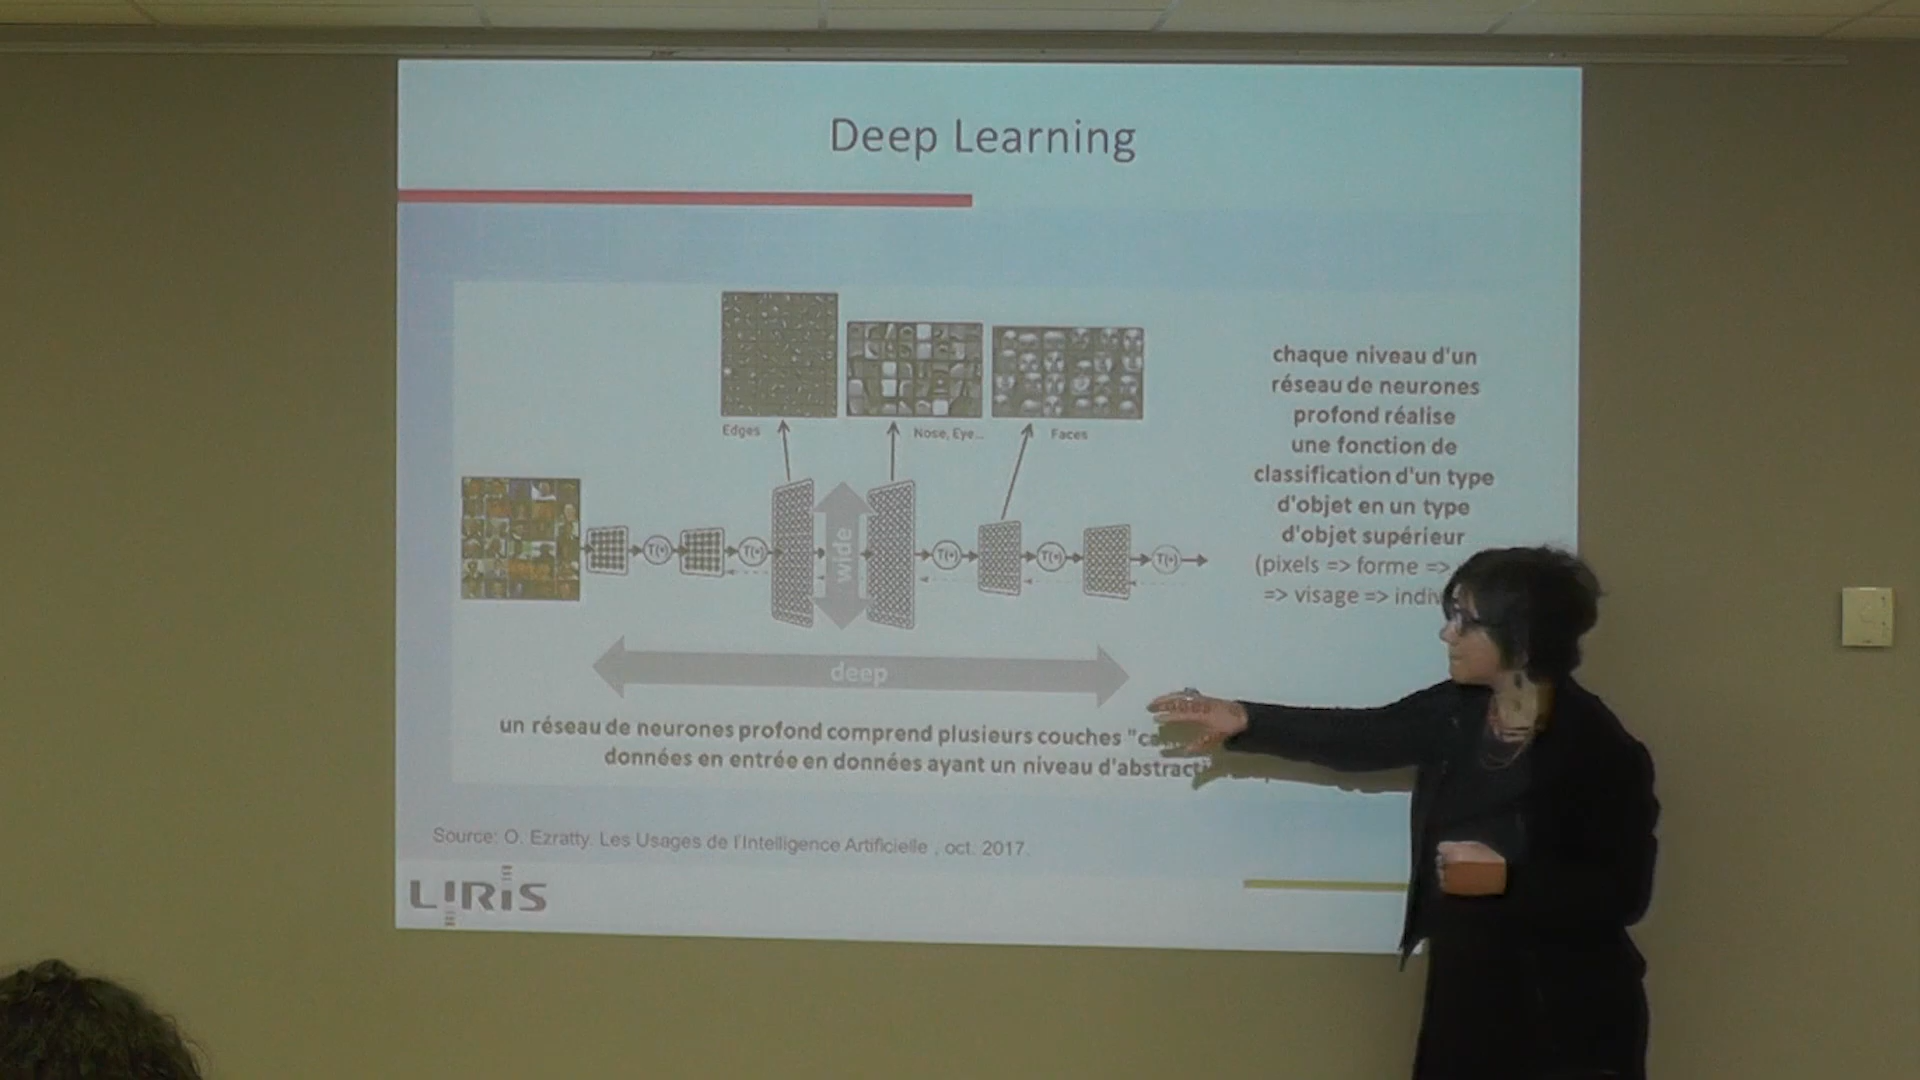 Deep Learning
Edges
Nose, Eye...
Faces
chaque niveau d'un
réseau de neurones
profond réalise
une fonction de
classification d'un type
d'objet en un type
d'objet supérieur
(pixels => forme =>
=> visage => indiv
T(•) T(•) wide T(•) T(•) T(•)
deep
un réseau de neurones profond comprend plusieurs couches
données en entrée en données ayant un niveau
Source: O. Ezratty. Les Usages de l'Intelligence Artificielle , oct. 2017.
LIRIS